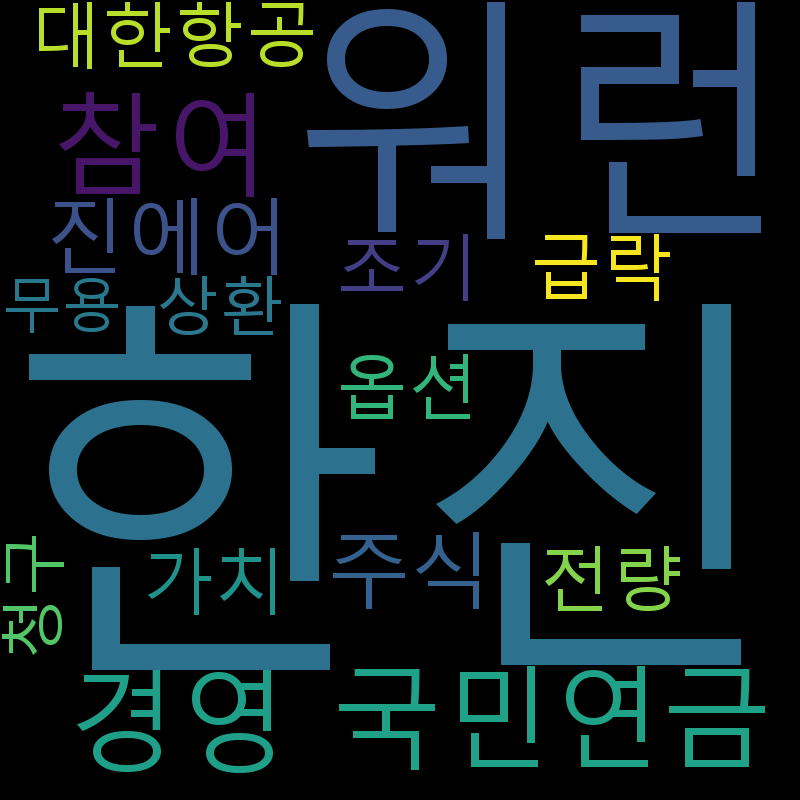 대한항공
워런
참여
진에어
조기
급락
무용
상환
한진
옵션
청구
가치
주식
전량
경영
국민연금